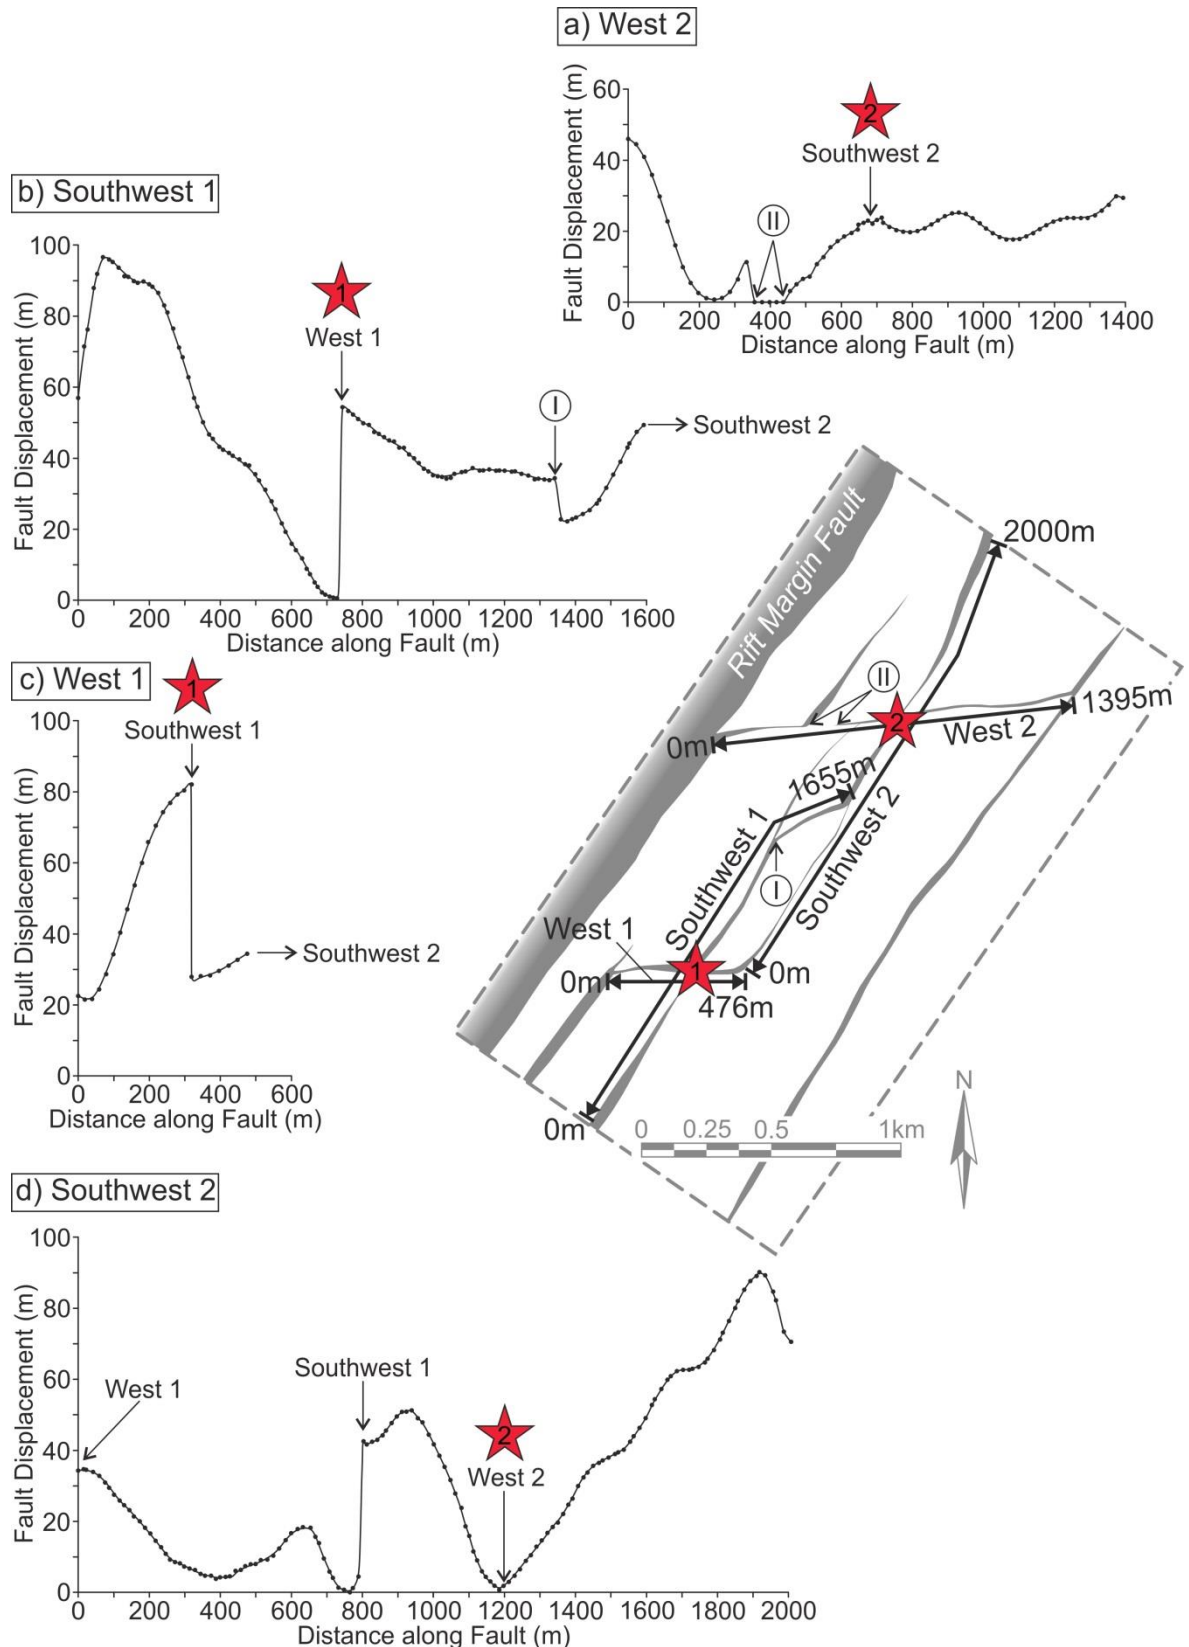 a) West 2
Fault Displacement (m)
60
40
20
0
0 200 400 600 800 1000 1200 1400
Distance along Fault (m)
2
Southwest 2
II
b) Southwest 1
Fault Displacement (m)
100
80
60
40
20
0
0 200 400 600 800 1000 1200 1400 1600
Distance along Fault (m)
1
West 1
I
Southwest 2
c) West 1
Fault Displacement (m)
100
80
60
40
20
0
0 200 400 600
Distance along Fault (m)
1
Southwest 1
Southwest 2
Rift Margin Fault
2000m
II
2
1395m
0m
West 2
1655m
Southwest 1
Southwest 2
I
West 1
1
0m
0m
476m
0m
0 0.25 0.5 1km
N
d) Southwest 2
Fault Displacement (m)
100
80
60
40
20
0
0 200 400 600 800 1000 1200 1400 1600 1800 2000
Distance along Fault (m)
West 1
Southwest 1
2
West 2